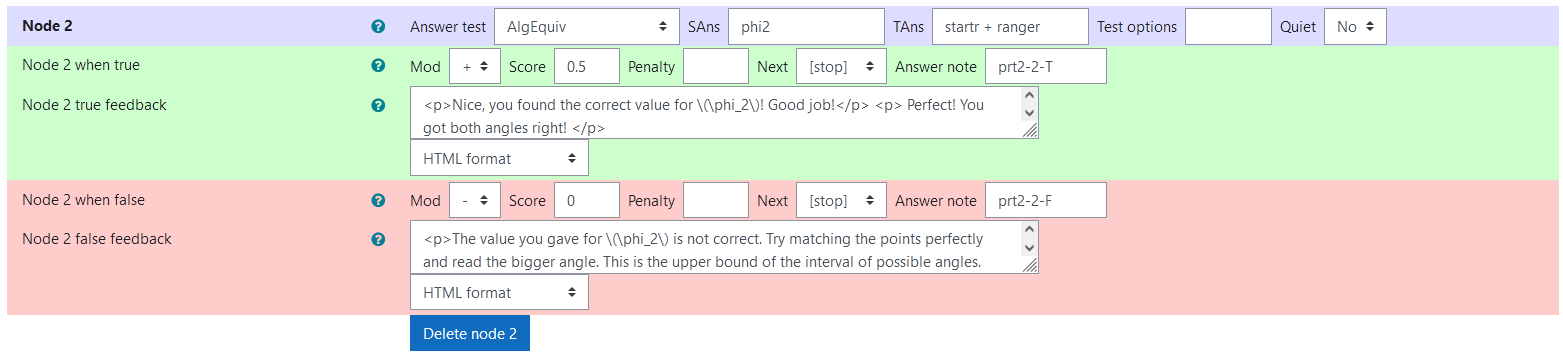 Node 2 ? Answer test AlgEquiv SAns phi2 TAns startr + ranger Test options Quiet No
Node 2 when true ? Mod + Score 0.5 Penalty Next [stop] Answer note prt2-2-T
Node 2 true feedback ? <p>Nice, you found the correct value for \(\phi_2\)! Good job!</p> <p> Perfect! You
got both angles right! </p>
HTML format
Node 2 when false ? Mod - Score 0 Penalty Next [stop] Answer note prt2-2-F
Node 2 false feedback ? <p>The value you gave for \(\phi_2\) is not correct. Try matching the points perfectly
and read the bigger angle. This is the upper bound of the interval of possible angles.
HTML format
Delete node 2